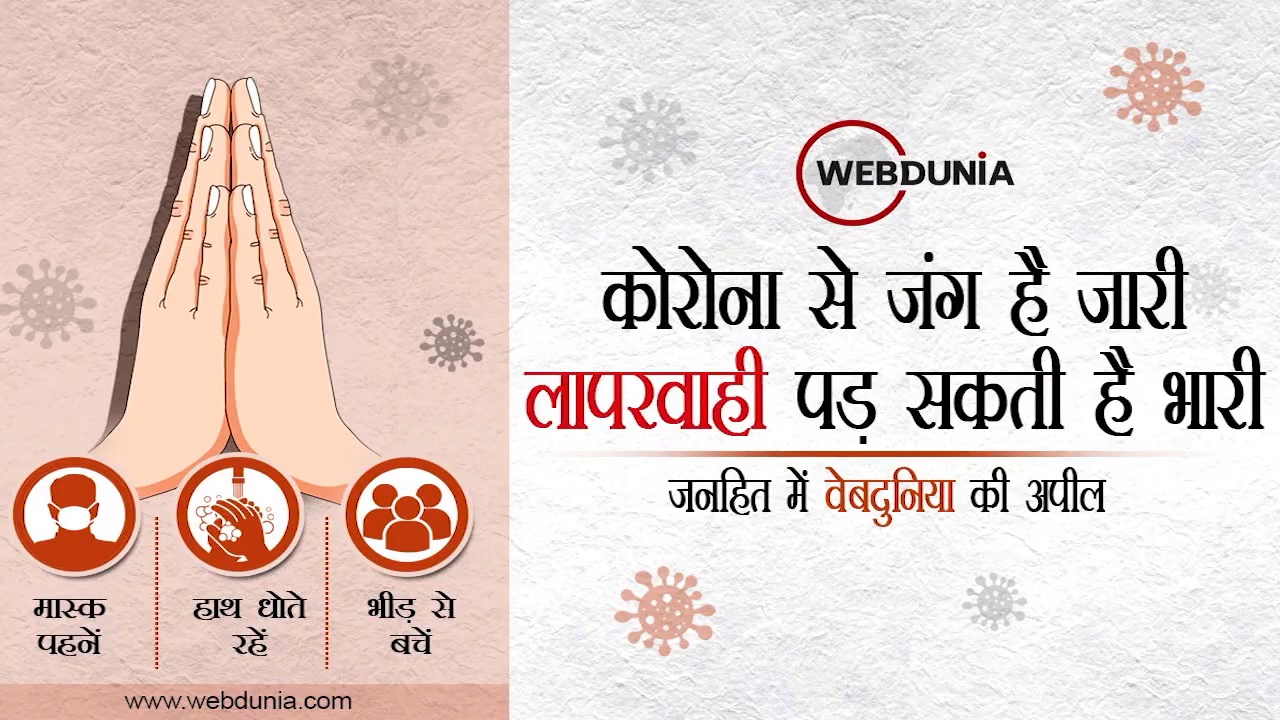 WEBDUNIA
कोरोना से जंग है जारी
लापरवाही पड़ सकती है भारी
जनहित में वेबदुनिया की अपील
मास्क
पहनें
हाथ धोते
रहें
भीड़ से
बचें
www.webdunia.com